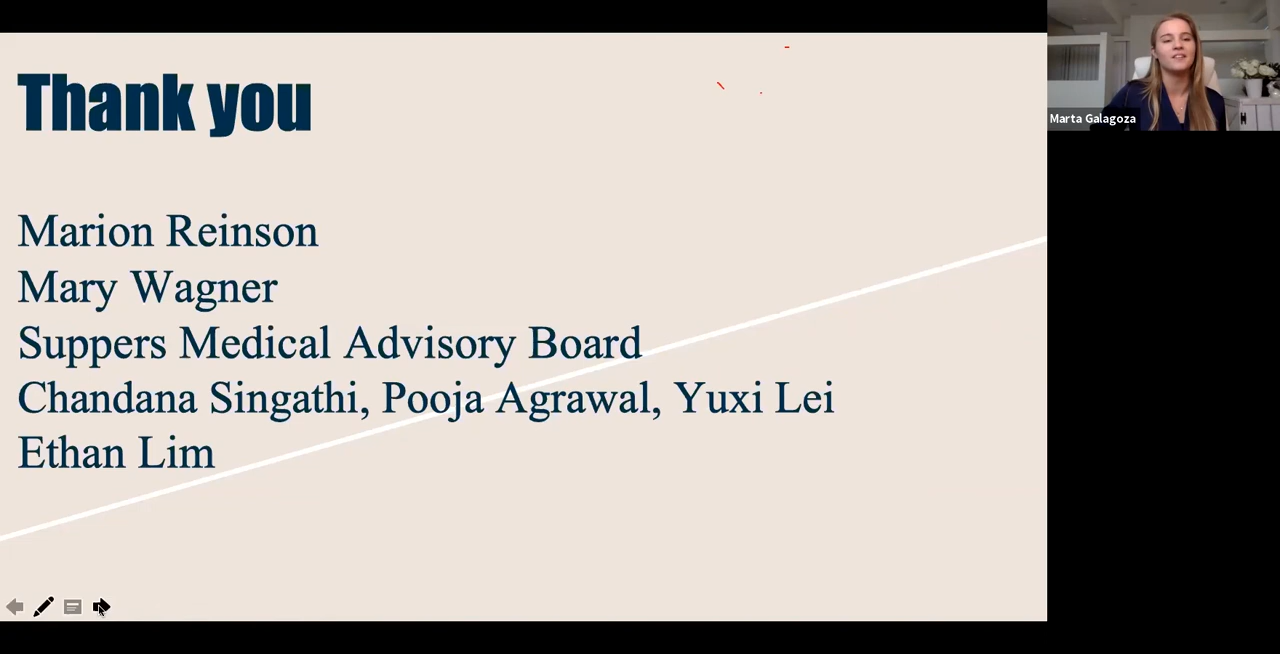 Thank you
Marion Reinson
Mary Wagner
Suppers Medical Advisory Board
Chandana Singathi, Pooja Agrawal, Yuxi Lei
Ethan Lim
Marta Galagoza